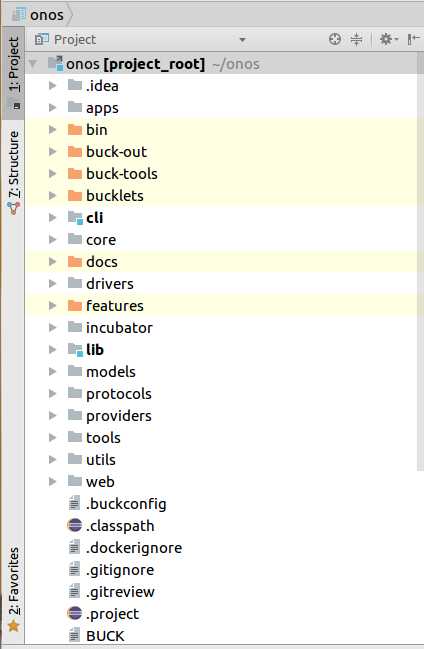 onos
Project
onos [project_root] ~/onos
.idea
apps
bin
buck-out
buck-tools
bucklets
cli
core
docs
drivers
features
incubator
lib
models
protocols
providers
tools
utils
web
.buckconfig
.classpath
.dockerignore
.gitignore
.gitreview
.project
BUCK
1: Project
7: Structure
2: Favorites